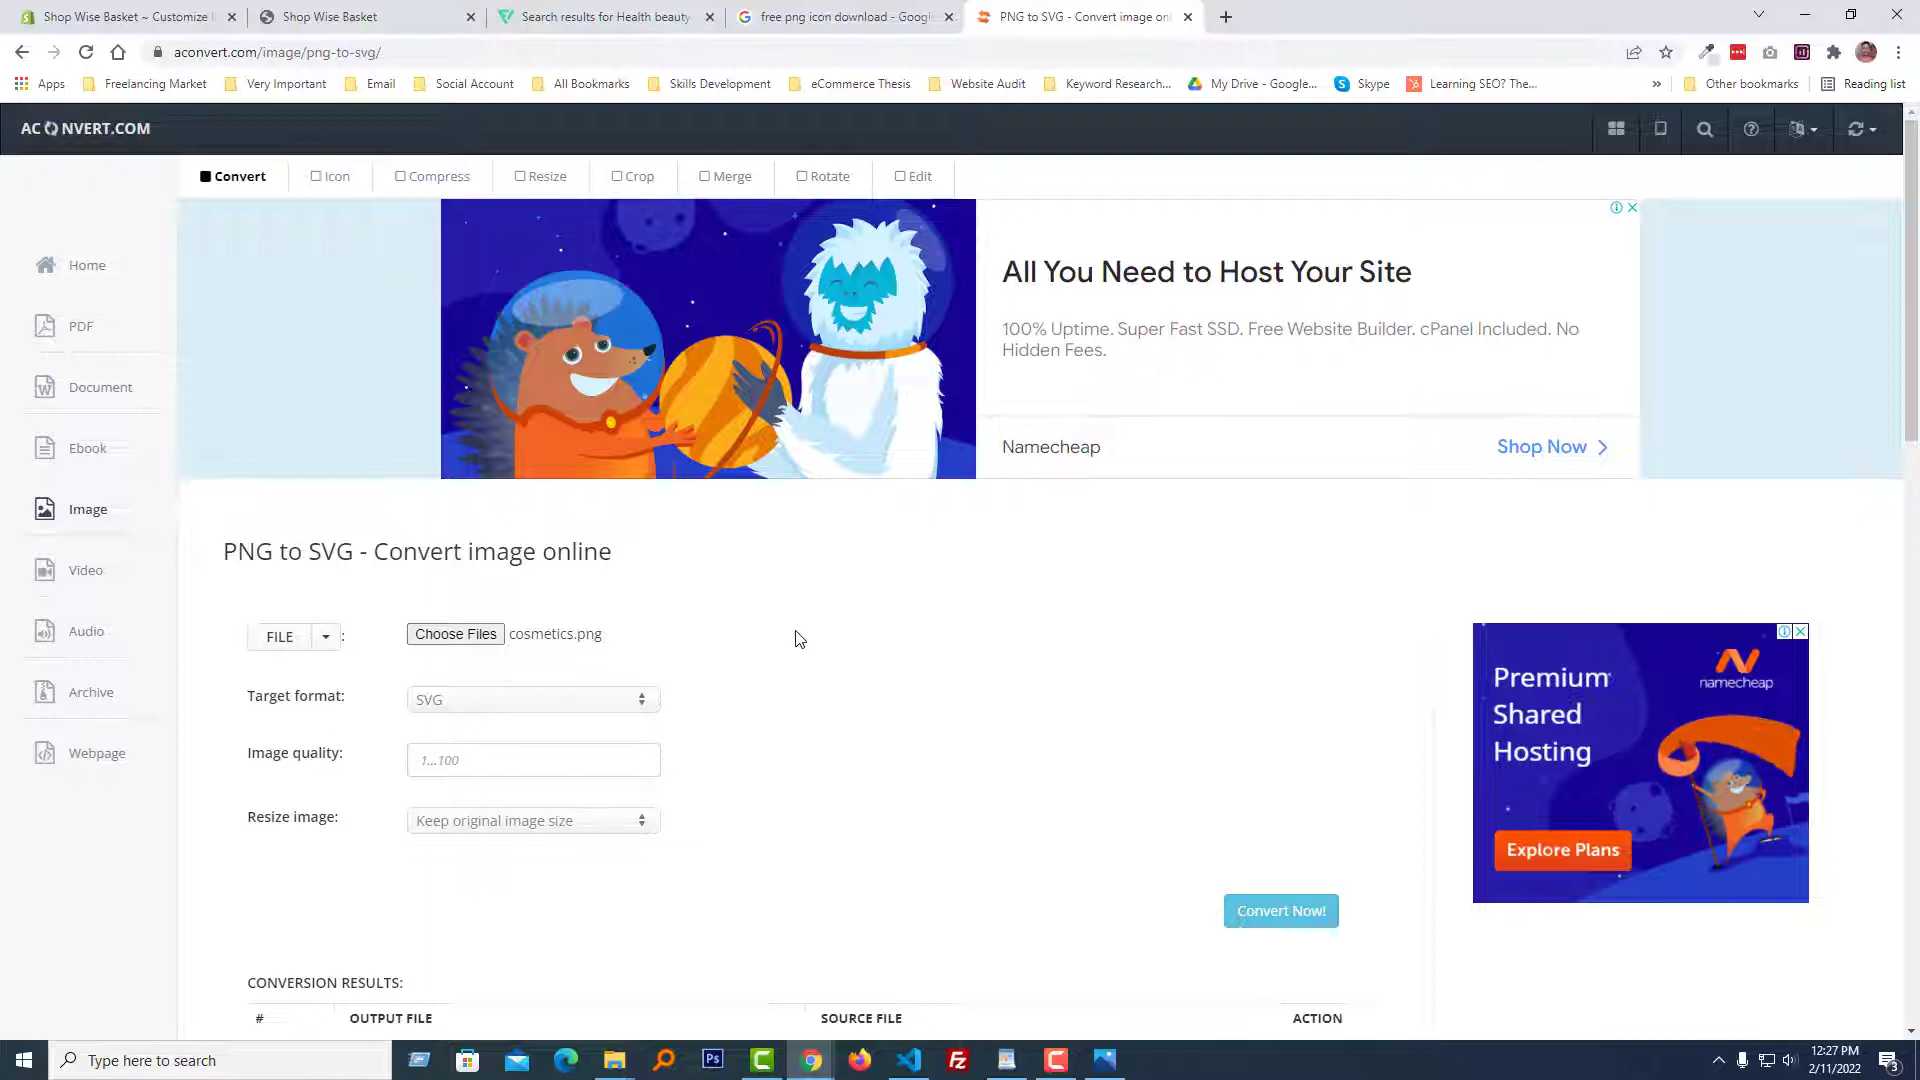 Shop Wise Basket ~ Customize
Shop Wise Basket
Search results for Health beauty
free png icon download - Googl
PNG to SVG - Convert image onl
aconvert.com/image/png-to-svg/
Apps
Freelancing Market
Very Important
Email
Social Account
All Bookmarks
Skills Development
eCommerce Thesis
Website Audit
Keyword Research...
My Drive - Google...
Skype
Learning SEO? The...
»
Other bookmarks
Reading list
AC NVERT.COM
Convert
Icon
Compress
Resize
Crop
Merge
Rotate
Edit
All You Need to Host Your Site
100% Uptime. Super Fast SSD. Free Website Builder. cPanel Included. No
Hidden Fees.
Namecheap
Shop Now
Home
PDF
Document
Ebook
Image
Video
Audio
Archive
Webpage
PNG to SVG - Convert image online
FILE :
Choose Files cosmetics.png
Target format: SVG
Image quality: 1...100
Resize image: Keep original image size
Convert Now!
namecheap
Premium
Shared
Hosting
Explore Plans
CONVERSION RESULTS:
# OUTPUT FILE SOURCE FILE ACTION
Type here to search
Ps
Fz
12:27 PM
2/11/2022
3